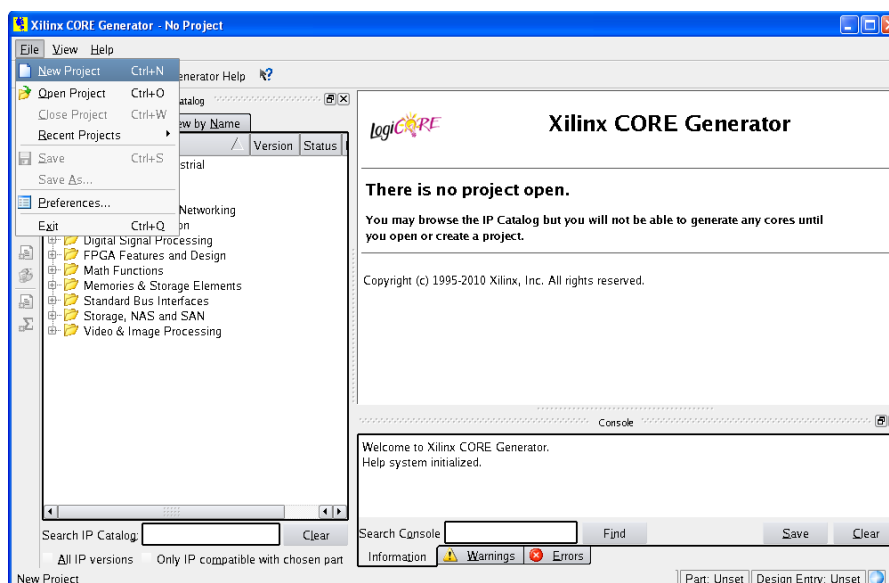 Xilinx CORE Generator - No Project
File View Help
New Project Ctrl+N
Open Project Ctrl+O
Close Project Ctrl+W
Recent Projects
Save Ctrl+S
Save As...
Preferences...
Exit Ctrl+Q
enerator Help
atalog
ew by Name
Version Status
strial
Networking
on
Digital Signal Processing
FPGA Features and Design
Math Functions
Memories & Storage Elements
Standard Bus Interfaces
Storage, NAS and SAN
Video & Image Processing
Search IP Catalog: Clear
All IP versions Only IP compatible with chosen part
logiCORE Xilinx CORE Generator
There is no project open.
You may browse the IP Catalog but you will not be able to generate any cores until
you open or create a project.
Copyright (c) 1995-2010 Xilinx, Inc. All rights reserved.
Console
Welcome to Xilinx CORE Generator.
Help system initialized.
Search Console Find Save Clear
Information Warnings Errors
New Project Part: Unset Design Entry: Unset